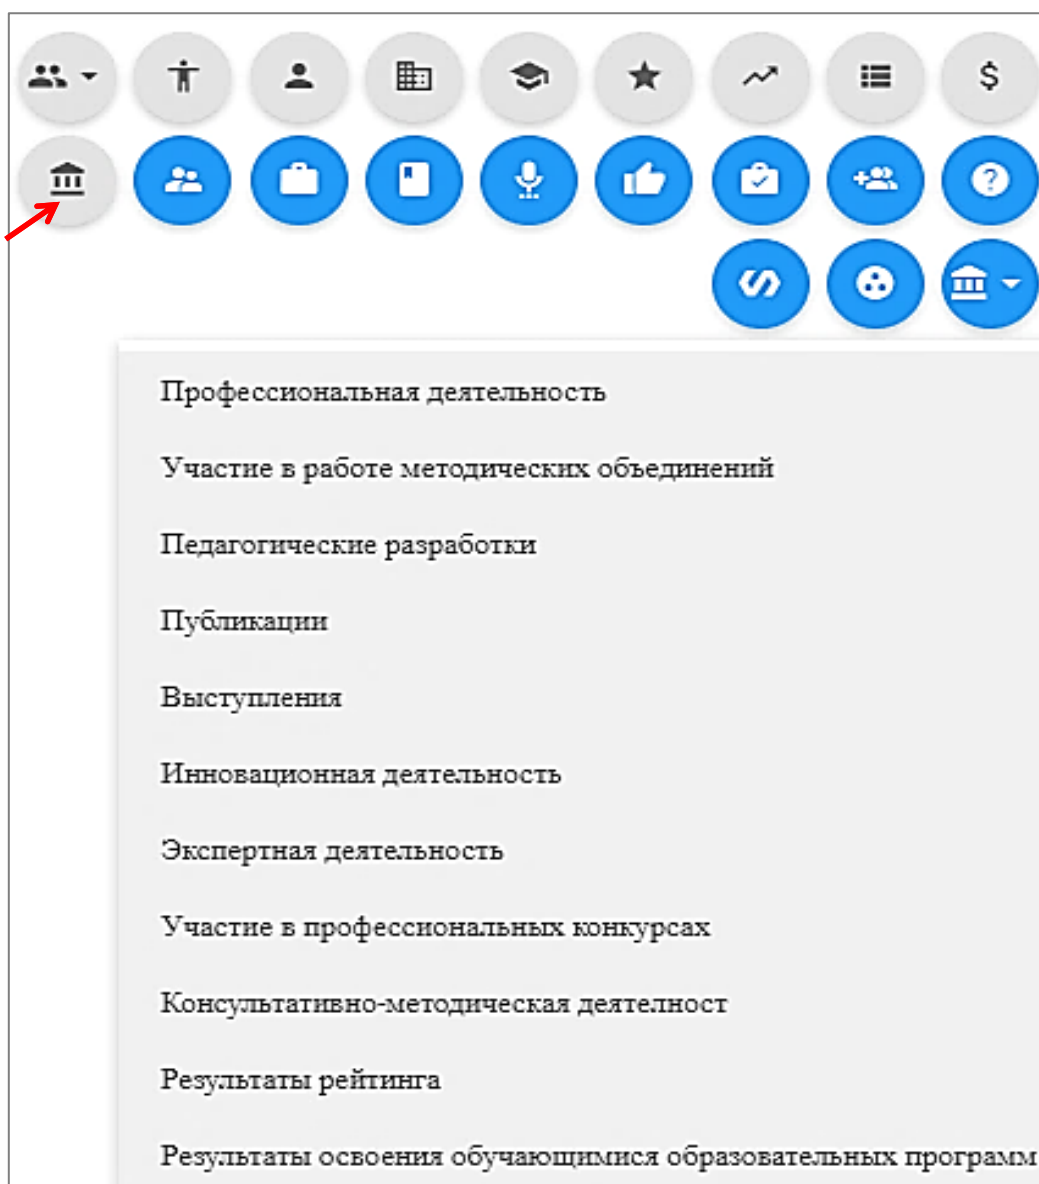 Профессиональная деятельность
Участие в работе методических объединений
Педагогические разработки
Публикации
Выступления
Инновационная деятельность
Экспертная деятельность
Участие в профессиональных конкурсах
Консультативно-методическая деятелност
Результаты рейтинга
Результаты освоения обучающимися образовательных программ